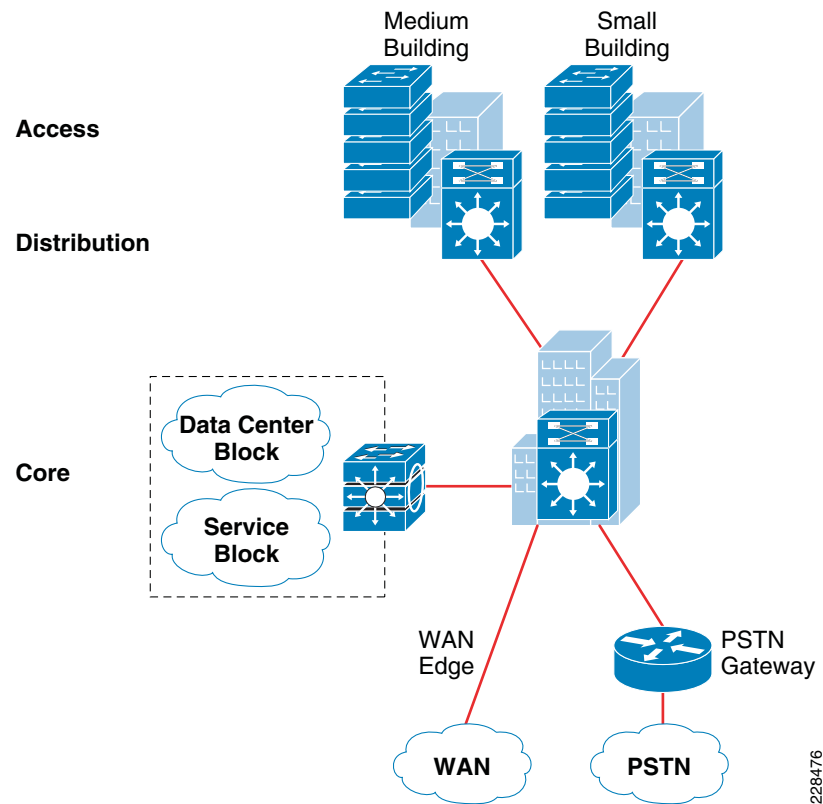 Medium
Building
Small
Building
Access
Distribution
Data Center
Block
Core
Service
Block
WAN
Edge
PSTN
Gateway
WAN
PSTN
228476